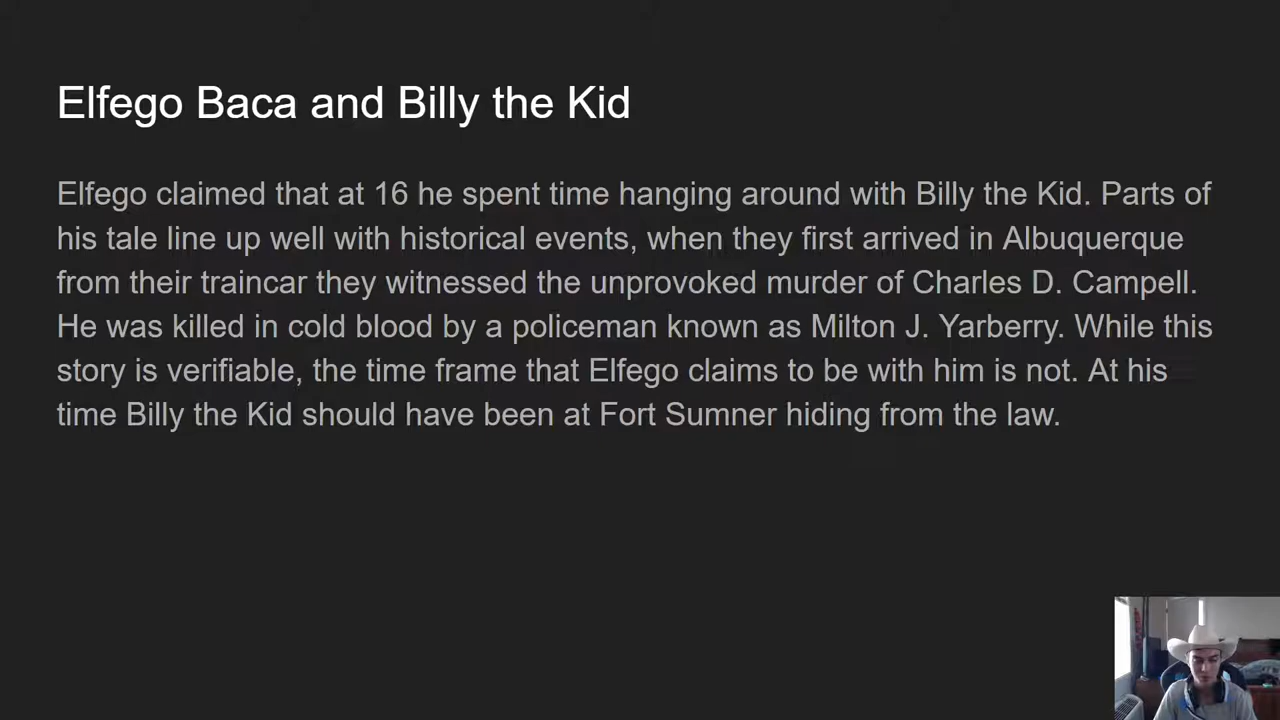 Elfego Baca and Billy the Kid
Elfego claimed that at 16 he spent time hanging around with Billy the Kid. Parts of
his tale line up well with historical events, when they first arrived in Albuquerque
from their traincar they witnessed the unprovoked murder of Charles D. Campell.
He was killed in cold blood by a policeman known as Milton J. Yarberry. While this
story is verifiable, the time frame that Elfego claims to be with him is not. At his
time Billy the Kid should have been at Fort Sumner hiding from the law.